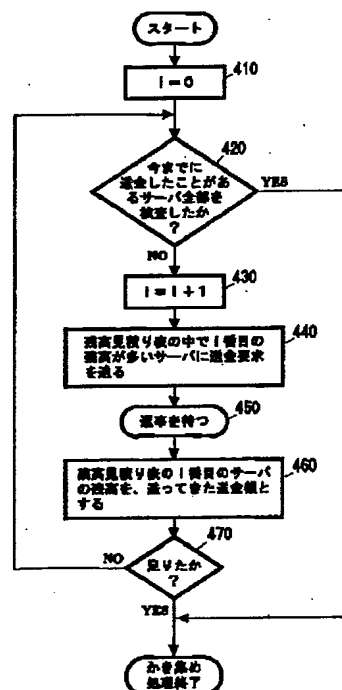 スタート
i=0
410
今までに
送金したことがあ
るサーバ全部を
検査したか
?
420
YES
NO
i=i+1
430
残高見積り表の中でi番目の
残高が多いサーバに送金要求
を送る
440
返事を待つ
450
残高見積り表のi番目のサーバ
の残高を、送ってきた送金額と
する
460
足りたか
?
470
NO
YES
かき集め
処理終了